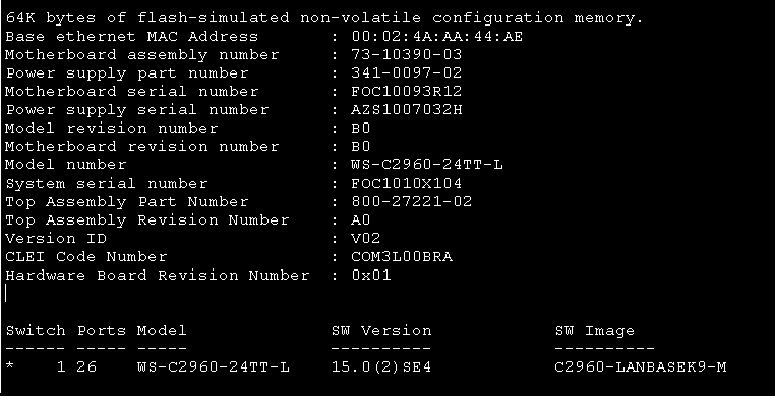 64K bytes of flash-simulated non-volatile configuration memory.
Base ethernet MAC Address : 00:02:4A:AA:44:AE
Motherboard assembly number : 73-10390-03
Power supply part number : 341-0097-02
Motherboard serial number : FOC10093R12
Power supply serial number : AZS1007032H
Model revision number : B0
Motherboard revision number : B0
Model number : WS-C2960-24TT-L
System serial number : FOC1010X104
Top Assembly Part Number : 800-27221-02
Top Assembly Revision Number : A0
Version ID : V02
CLEI Code Number : COM3L00BRA
Hardware Board Revision Number : 0x01
Switch Ports Model SW Version SW Image
------ ----- ----- ---------- ----------
* 1 26 WS-C2960-24TT-L 15.0(2)SE4 C2960-LANBASEK9-M